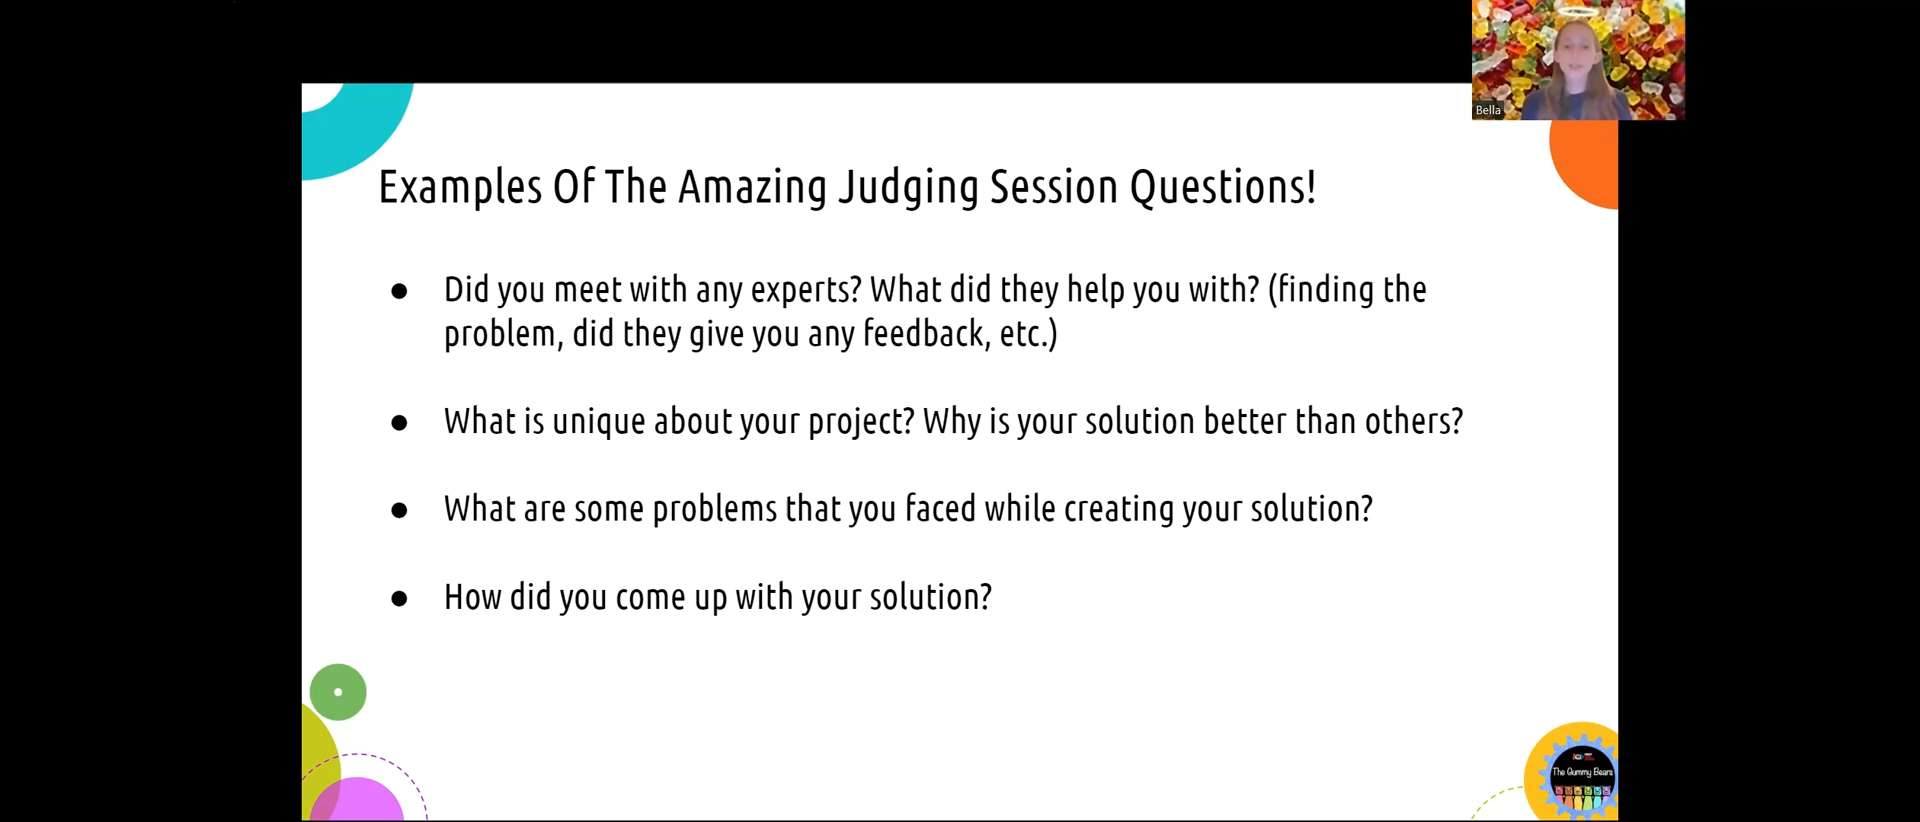 Bella
Examples Of The Amazing Judging Session Questions!
● Did you meet with any experts? What did they help you with? (finding the
problem, did they give you any feedback, etc.)
● What is unique about your project? Why is your solution better than others?
● What are some problems that you faced while creating your solution?
● How did you come up with your solution?
The Gummy Bears